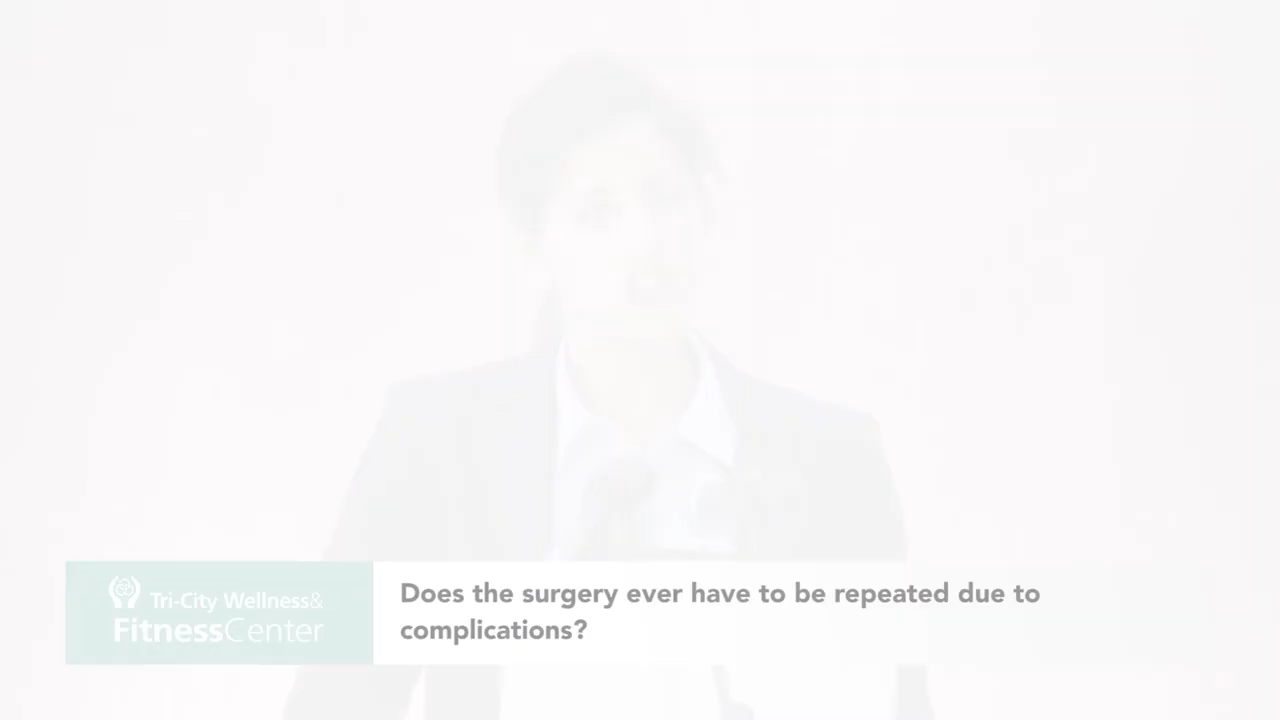 Tri-City Wellness&
FitnessCenter
Does the surgery ever have to be repeated due to
complications?